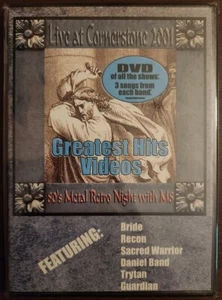 Live at Cornerstone 2001
DVD
of all the shows:
3 songs from
each band.
Greatest Hits
Videos
80's Metal Retro Night with M8
FEATURING:
Bride
Recon
Sacred Warrior
Daniel Band
Trytan
Guardian